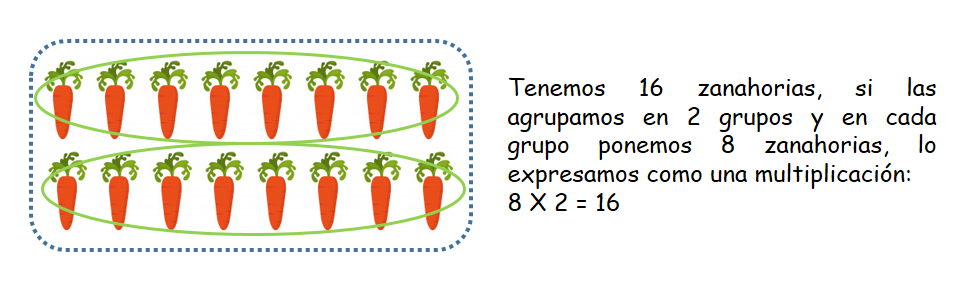 Tenemos 16 zanahorias, si las
agrupamos en 2 grupos y en cada
grupo ponemos 8 zanahorias, lo
expresamos como una multiplicación:
8 X 2 = 16